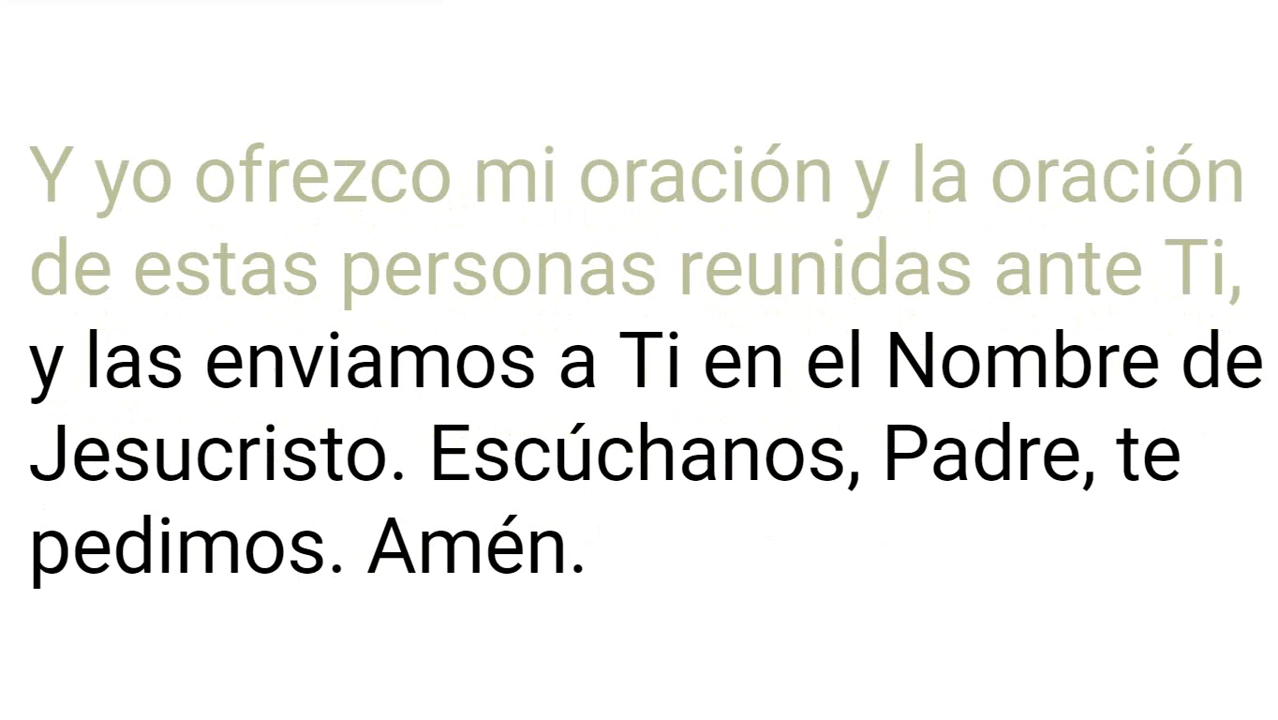 Y yo ofrezco mi oración y la oración
de estas personas reunidas ante Ti,
y las enviamos a Ti en el Nombre de
Jesucristo. Escúchanos, Padre, te
pedimos. Amén.